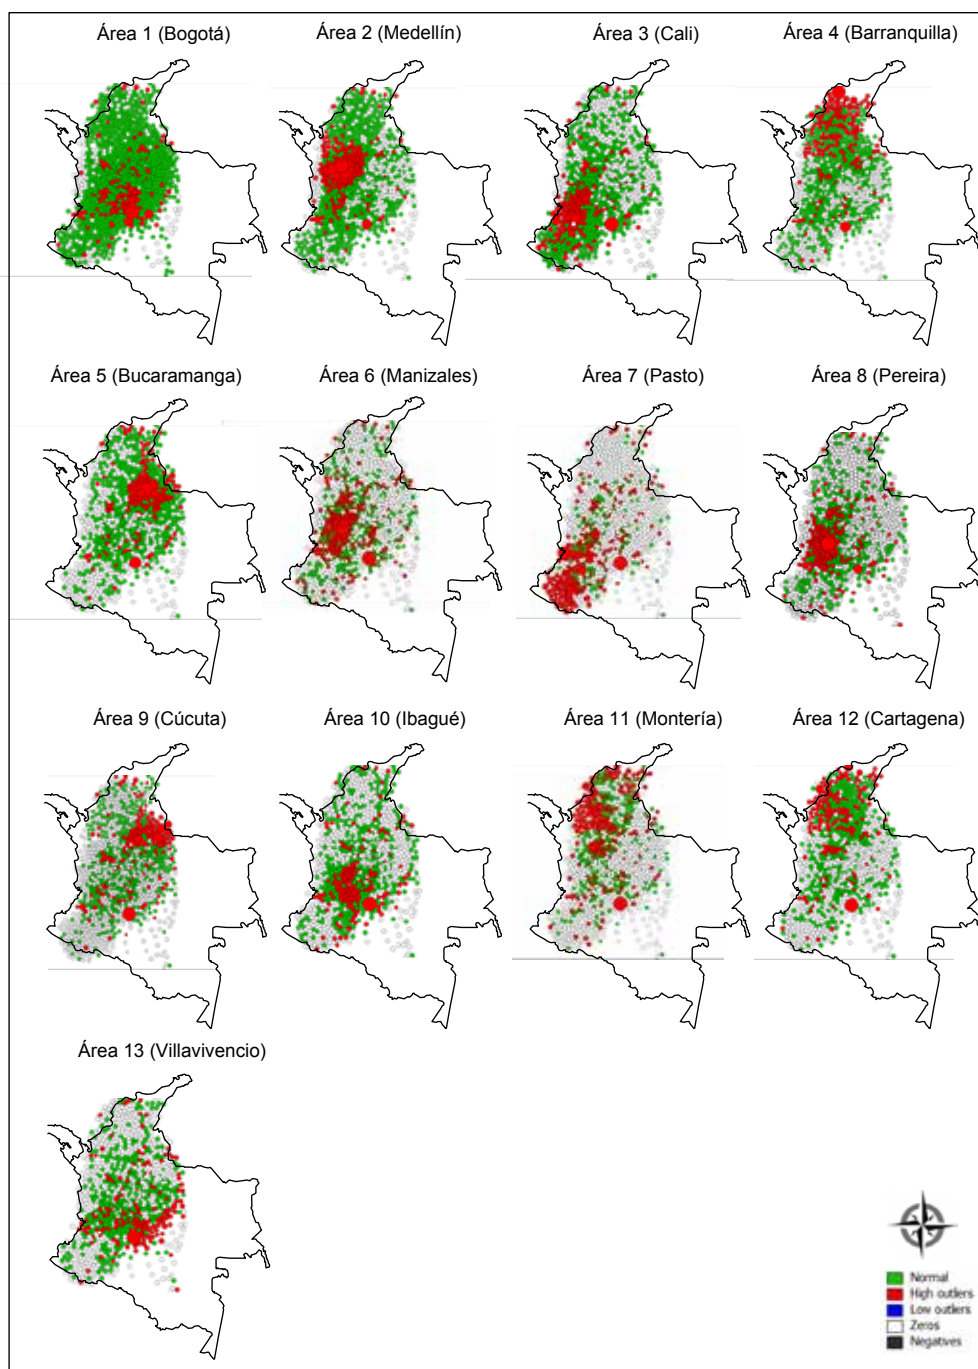 Área 1 (Bogotá)
Área 2 (Medellín)
Área 3 (Cali)
Área 4 (Barranquilla)
Área 5 (Bucaramanga)
Área 6 (Manizales)
Área 7 (Pasto)
Área 8 (Pereira)
Área 9 (Cúcuta)
Área 10 (Ibagué)
Área 11 (Montería)
Área 12 (Cartagena)
Área 13 (Villavivencio)
Normal
High outliers
Low outliers
Zeros
Negatives